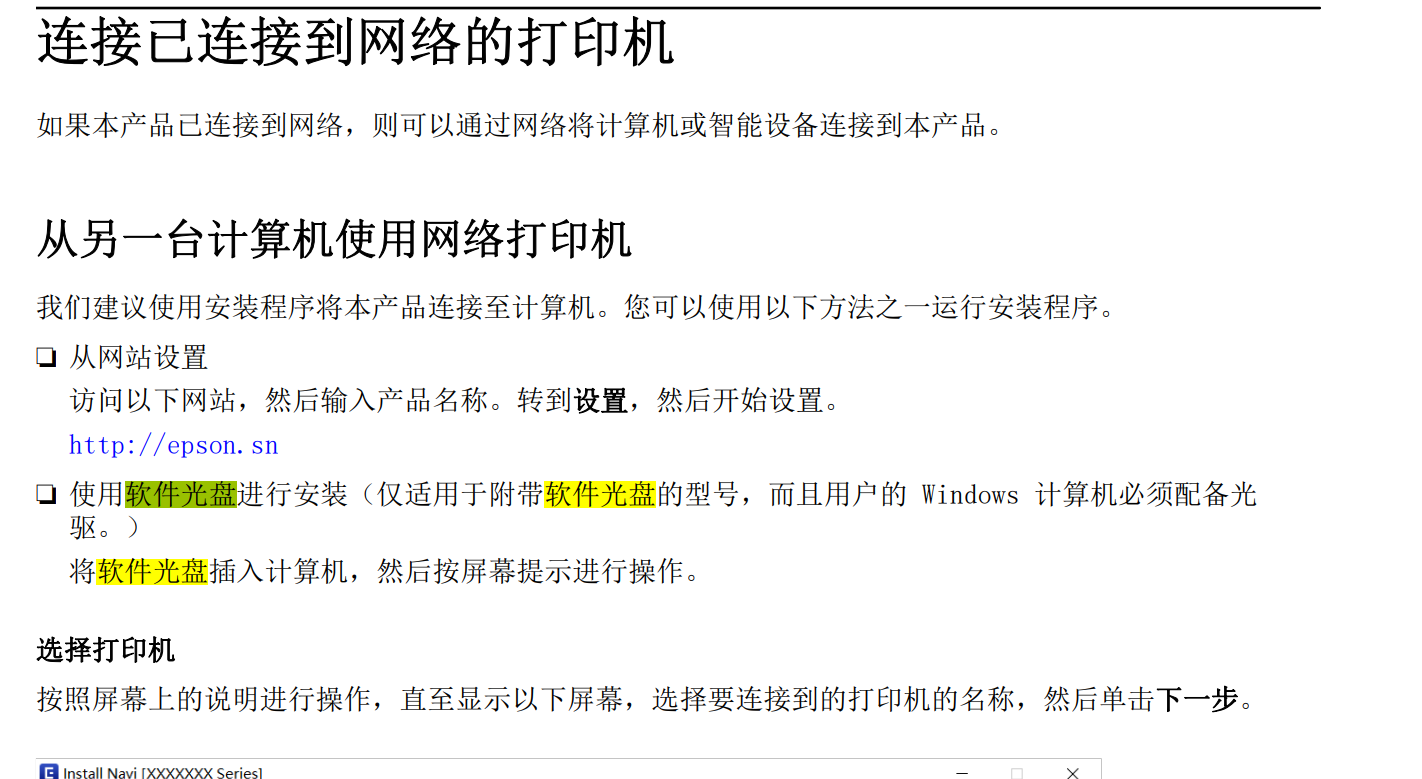 连接已连接到网络的打印机
如果本产品已连接到网络，则可以通过网络将计算机或智能设备连接到本产品。
从另一台计算机使用网络打印机
我们建议使用安装程序将本产品连接至计算机。您可以使用以下方法之一运行安装程序。
❏ 从网站设置
访问以下网站，然后输入产品名称。转到设置，然后开始设置。
http://epson.sn
❏ 使用软件光盘进行安装（仅适用于附带软件光盘的型号，而且用户的 Windows 计算机必须配备光
驱。）
将软件光盘插入计算机，然后按屏幕提示进行操作。
选择打印机
按照屏幕上的说明进行操作，直至显示以下屏幕，选择要连接到的打印机的名称，然后单击下一步。
E Install Navi [XXXXXXX Series]